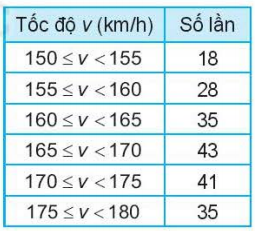 Tốc độ v (km/h) Số lần
150 ≤ v < 155 18
155 ≤ v < 160 28
160 ≤ v < 165 35
165 ≤ v < 170 43
170 ≤ v < 175 41
175 ≤ v < 180 35